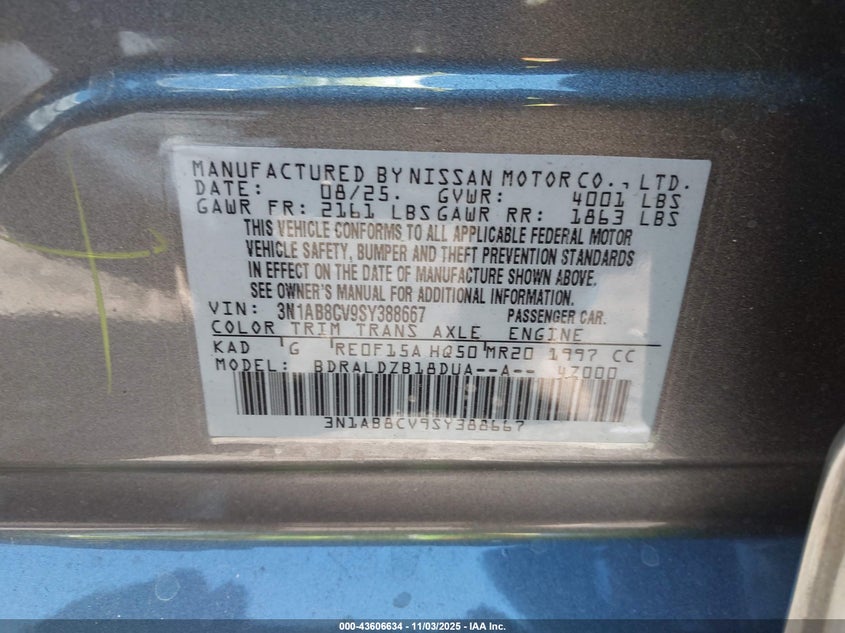 MANUFACTURED BY NISSAN MOTOR CO., LTD.
DATE: 08/25. GVWR: 4001 LBS
GAWR FR: 2161 LBS GAWR RR: 1863 LBS
THIS VEHICLE CONFORMS TO ALL APPLICABLE FEDERAL MOTOR
VEHICLE SAFETY, BUMPER AND THEFT PREVENTION STANDARDS
IN EFFECT ON THE DATE OF MANUFACTURE SHOWN ABOVE.
SEE OWNER'S MANUAL FOR ADDITIONAL INFORMATION.
VIN: 3N1AB8CV9SY388667 PASSENGER CAR.
COLOR TRIM TRANS AXLE ENGINE
KAD G RE0F15A HQ50 MR20 1997 CC
MODEL: BDRALDZB18DUA--A-- 47000
3N1AB8CV9SY388667
000-43606634 - 11/03/2025 - IAA Inc.